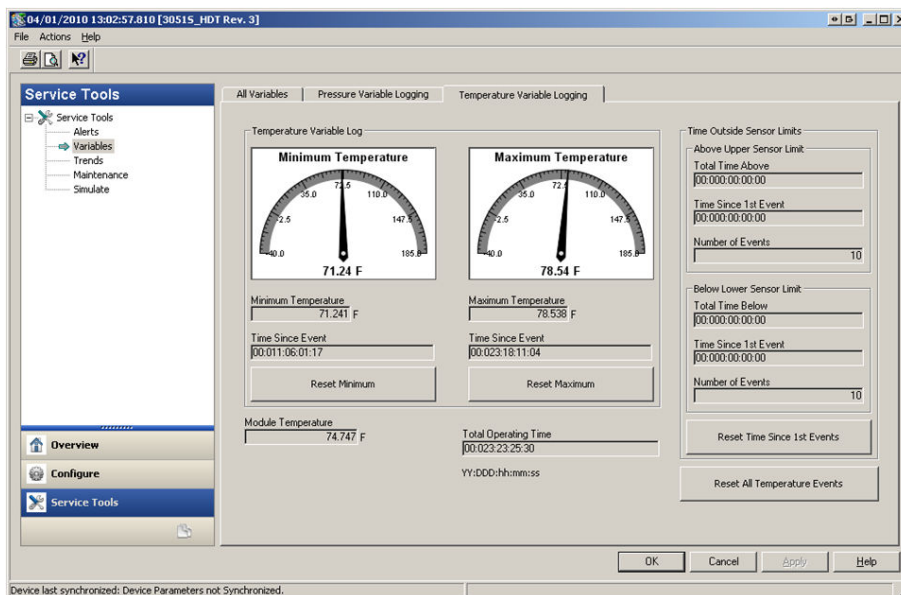 04/01/2010 13:02:57.810 [3051S_HDT Rev. 3]
File Actions Help
Service Tools
Service Tools
Alerts
Variables
Trends
Maintenance
Simulate
Overview
Configure
Service Tools
All Variables
Pressure Variable Logging
Temperature Variable Logging
Temperature Variable Log
Minimum Temperature
-40.0
-2.5
35.0
72.5
110.0
147.5
185.0
71.24 F
Minimum Temperature
71.241 F
Time Since Event
00:011:06:01:17
Reset Minimum
Maximum Temperature
-40.0
-2.5
35.0
72.5
110.0
147.5
185.0
78.54 F
Maximum Temperature
78.538 F
Time Since Event
00:023:18:11:04
Reset Maximum
Module Temperature
74.747 F
Total Operating Time
00:023:23:25:30
YY:DDD:hh:mm:ss
Time Outside Sensor Limits
Above Upper Sensor Limit
Total Time Above
00:000:00:00:00
Time Since 1st Event
00:000:00:00:00
Number of Events
10
Below Lower Sensor Limit
Total Time Below
00:000:00:00:00
Time Since 1st Event
00:000:00:00:00
Number of Events
10
Reset Time Since 1st Events
Reset All Temperature Events
OK
Cancel
Apply
Help
Device last synchronized: Device Parameters not Synchronized.